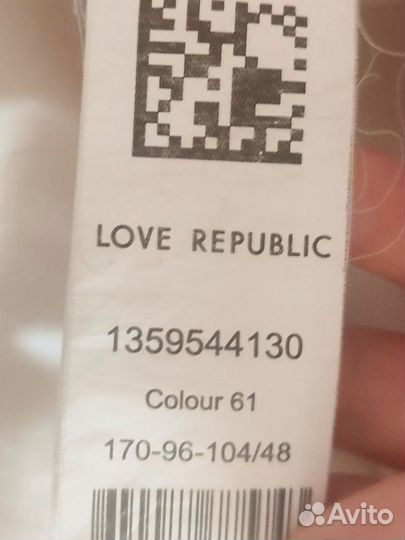 LOVE REPUBLIC
1359544130
Colour 61
170-96-104/48
Avito